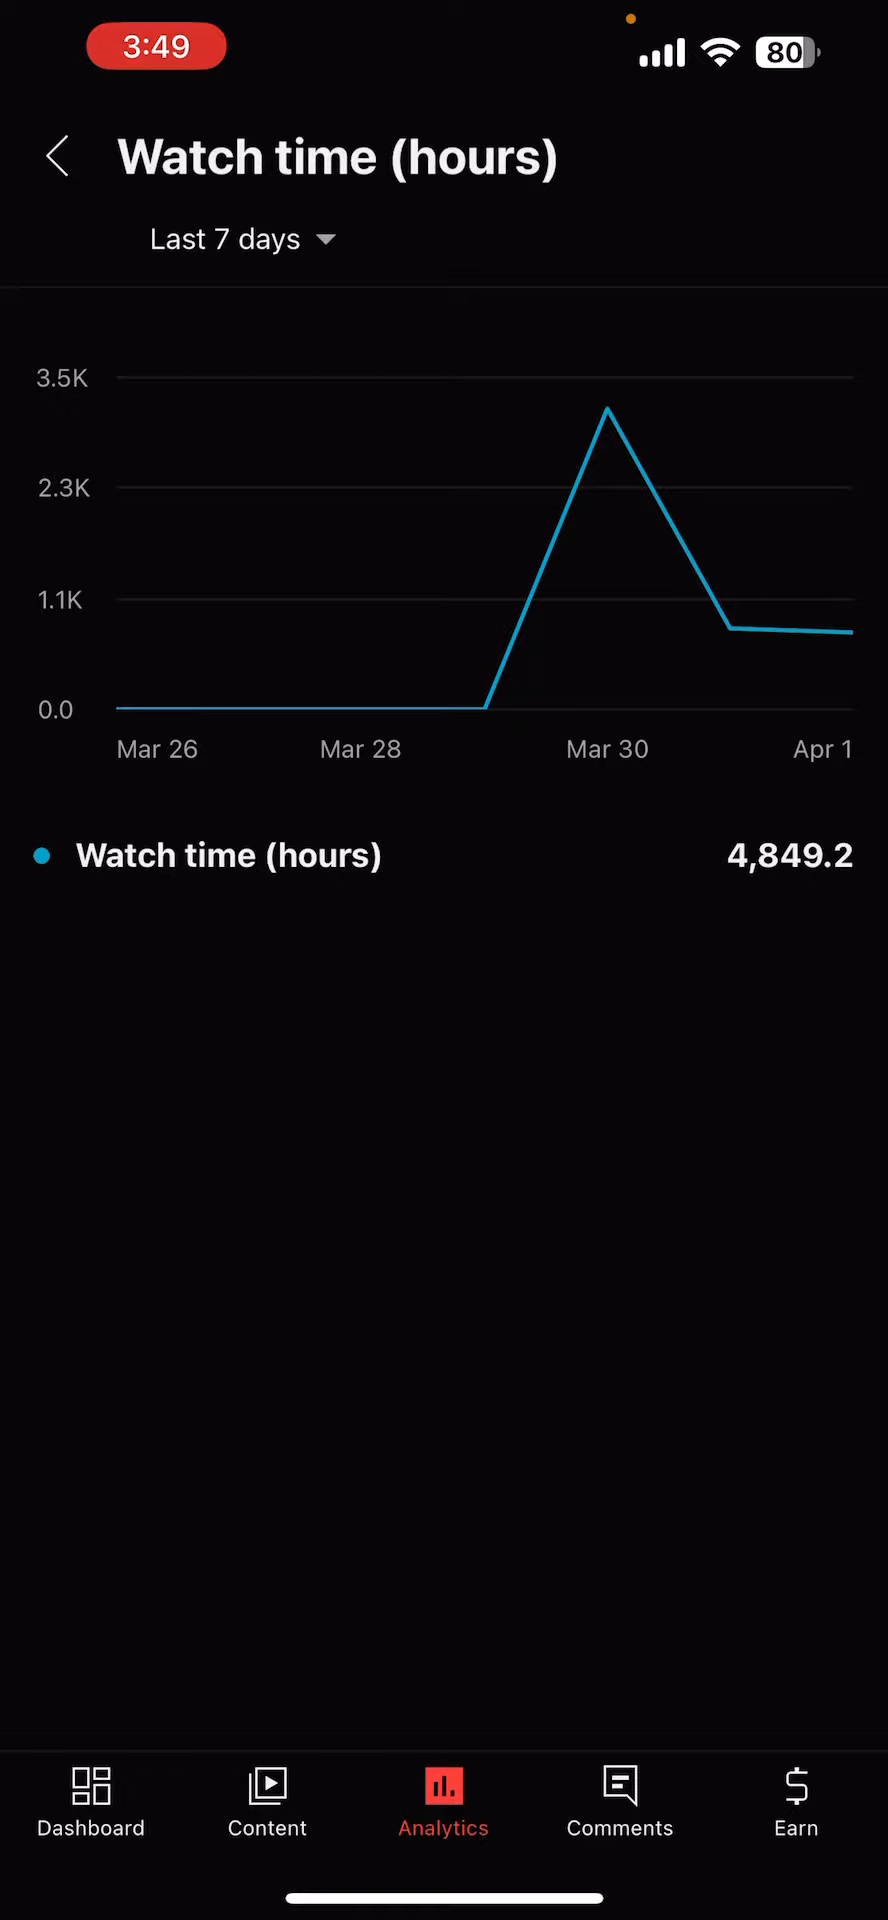 3:49
80
Watch time (hours)
Last 7 days
3.5K
2.3K
1.1K
0.0
Mar 26 Mar 28 Mar 30 Apr 1
Watch time (hours) 4,849.2
Dashboard Content Analytics Comments Earn